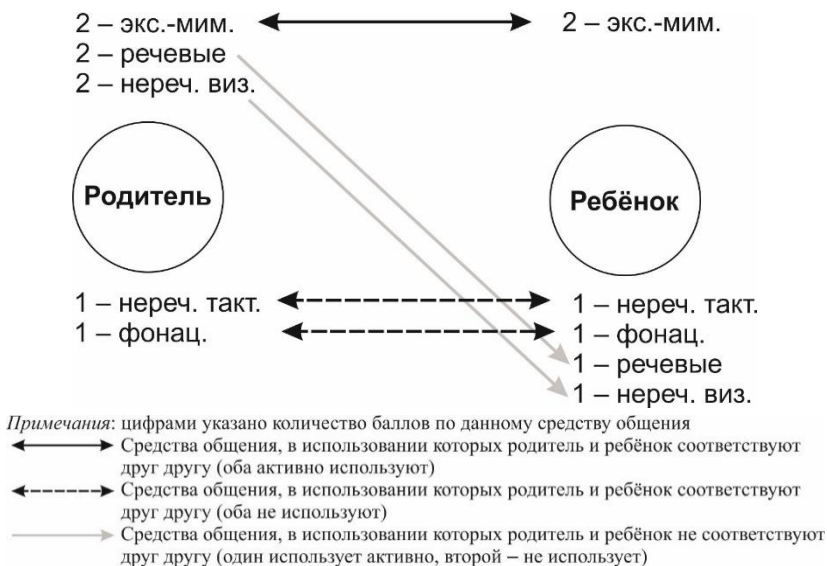 2 – экс.-мим. 2 – экс.-мим.
2 – речевые
2 – нереч. виз.
Родитель Ребёнок
1 – нереч. такт. 1 – нереч. такт.
1 – фонац. 1 – фонац.
1 – речевые
1 – нереч. виз.
Примечания: цифрами указано количество баллов по данному средству общения
Средства общения, в использовании которых родитель и ребёнок соответствуют
друг другу (оба активно используют)
Средства общения, в использовании которых родитель и ребёнок соответствуют
друг другу (оба не используют)
Средства общения, в использовании которых родитель и ребёнок не соответствуют
друг другу (один использует активно, второй – не использует)